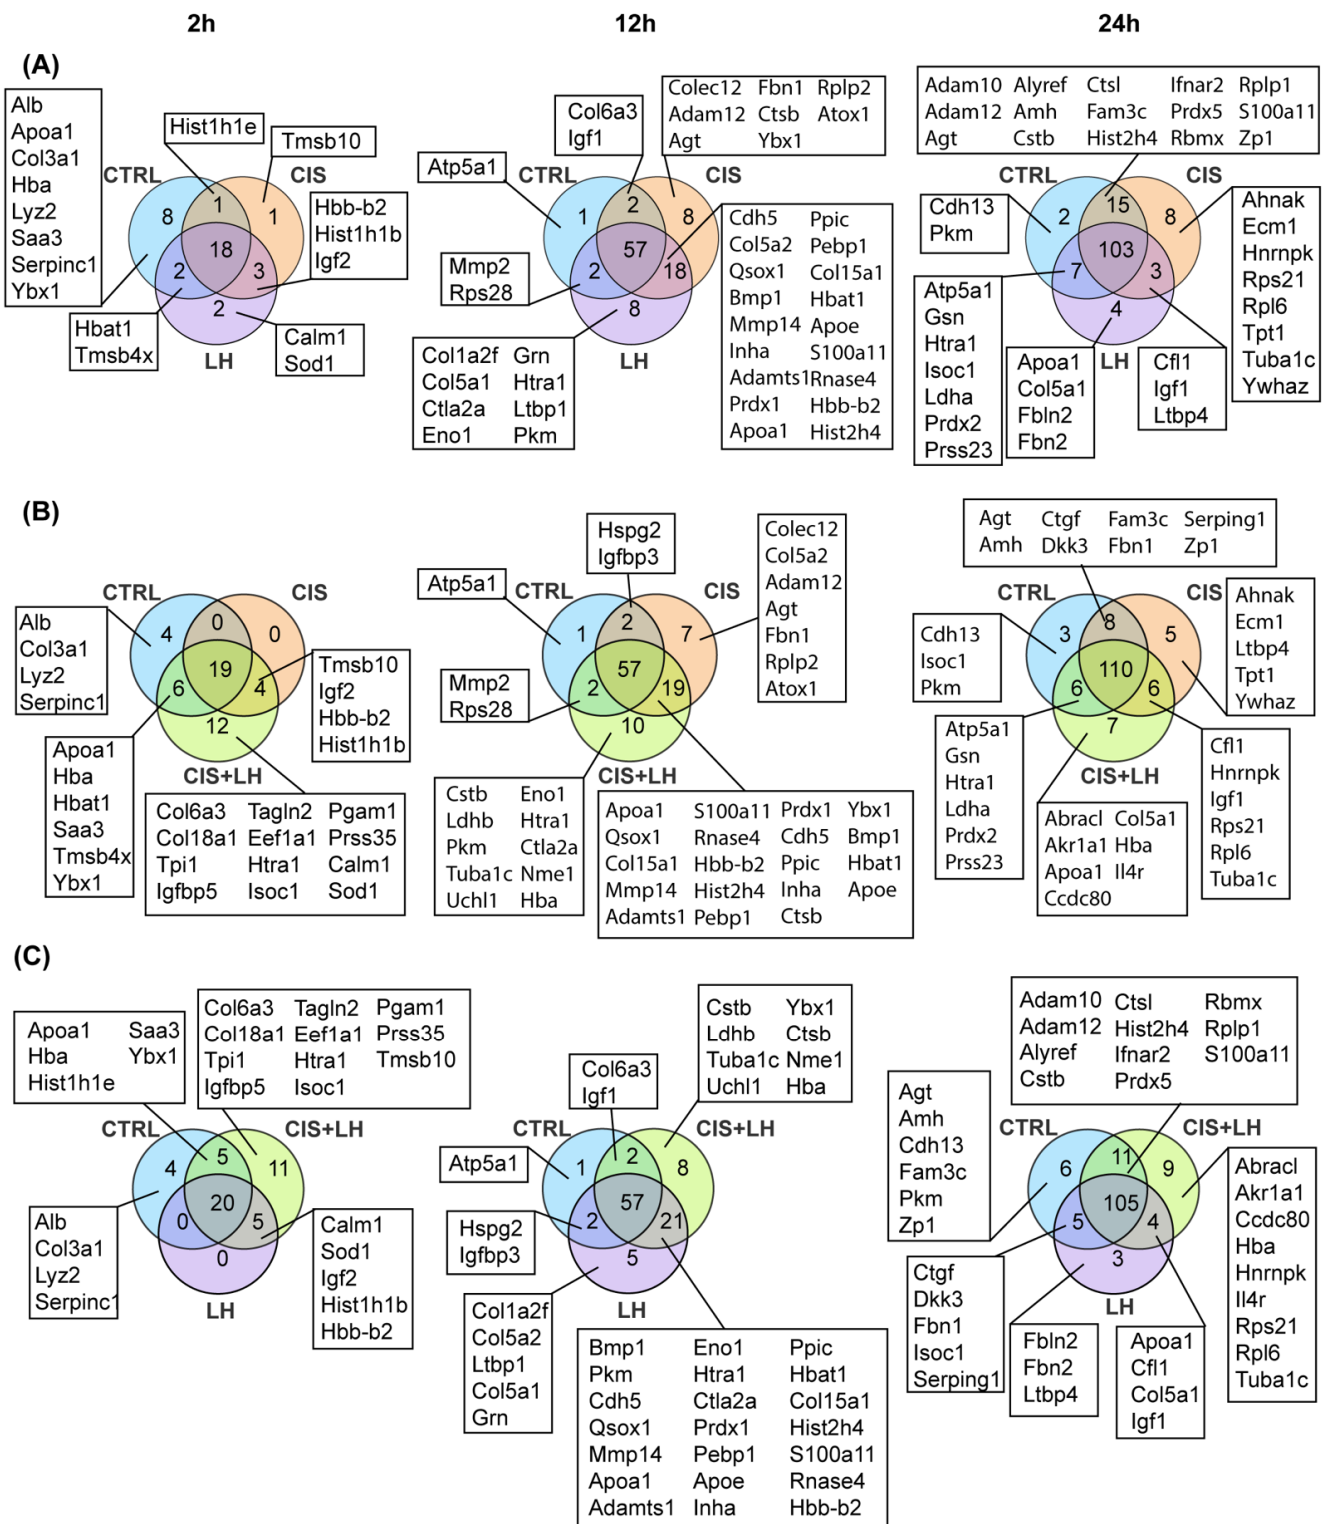 2h
12h
24h
(A)
Alb
Apoa1
Col3a1
Hba
Lyz2
Saa3
Serpinc1
Ybx1
Hist1h1e
Tmsb10
CTRL
CIS
8
1
1
18
2
3
2
LH
Hbb-b2
Hist1h1b
Igf2
Hbat1
Tmsb4x
Calm1
Sod1
Atp5a1
Col6a3
Igf1
Colec12 Fbn1 Rplp2
Adam12 Ctsb Atox1
Agt Ybx1
CTRL
CIS
1
2
8
57
2
18
8
LH
Mmp2
Rps28
Col1a2f Grn
Col5a1 Htra1
Ctla2a Ltbp1
Eno1 Pkm
Cdh5 Ppic
Col5a2 Pebp1
Qsox1 Col15a1
Bmp1 Hbat1
Mmp14 Apoe
Inha S100a11
Adamts1 Rnase4
Prdx1 Hbb-b2
Apoa1 Hist2h4
Adam10 Alyref Ctsl Ifnar2 Rplp1
Adam12 Amh Fam3c Prdx5 S100a11
Agt Cstb Hist2h4 Rbmx Zp1
CTRL
CIS
Cdh13
Pkm
2
15
8
103
7
3
4
LH
Atp5a1
Gsn
Htra1
Isoc1
Ldha
Prdx2
Prss23
Apoa1
Col5a1
Fbln2
Fbn2
Cfl1
Igf1
Ltbp4
Ahnak
Ecm1
Hnrnpk
Rps21
Rpl6
Tpt1
Tuba1c
Ywhaz
(B)
CTRL
CIS
Alb
Col3a1
Lyz2
Serpinc1
4
0
0
19
6
4
12
CIS+LH
Tmsb10
Igf2
Hbb-b2
Hist1h1b
Apoa1
Hba
Hbat1
Saa3
Tmsb4x
Ybx1
Col6a3 Tagln2 Pgam1
Col18a1 Eef1a1 Prss35
Tpi1 Htra1 Calm1
Igfbp5 Isoc1 Sod1
Atp5a1
Hspg2
Igfbp3
Colec12
Col5a2
Adam12
Agt
Fbn1
Rplp2
Atox1
CTRL
CIS
1
2
7
57
2
19
10
CIS+LH
Mmp2
Rps28
Cstb Eno1
Ldhb Htra1
Pkm Ctla2a
Tuba1c Nme1
Uchl1 Hba
Apoa1 S100a11 Prdx1 Ybx1
Qsox1 Rnase4 Cdh5 Bmp1
Col15a1 Hbb-b2 Ppic Hbat1
Mmp14 Hist2h4 Inha Apoe
Adamts1 Pebp1 Ctsb
Agt Ctgf Fam3c Serping1
Amh Dkk3 Fbn1 Zp1
CTRL
CIS
Cdh13
Isoc1
Pkm
3
8
5
110
6
6
7
CIS+LH
Ahnak
Ecm1
Ltbp4
Tpt1
Ywhaz
Atp5a1
Gsn
Htra1
Ldha
Prdx2
Prss23
Abracl Col5a1
Akr1a1 Hba
Apoa1 Il4r
Ccdc80
Cfl1
Hnrnpk
Igf1
Rps21
Rpl6
Tuba1c
(C)
Apoa1 Saa3
Hba Ybx1
Hist1h1e
Col6a3 Tagln2 Pgam1
Col18a1 Eef1a1 Prss35
Tpi1 Htra1 Tmsb10
Igfbp5 Isoc1
CTRL
CIS+LH
4
5
11
20
0
5
0
LH
Alb
Col3a1
Lyz2
Serpinc1
Calm1
Sod1
Igf2
Hist1h1b
Hbb-b2
Col6a3
Igf1
Cstb Ybx1
Ldhb Ctsb
Tuba1c Nme1
Uchl1 Hba
CTRL
CIS+LH
Atp5a1
1
2
8
57
2
21
5
LH
Hspg2
Igfbp3
Col1a2f
Col5a2
Ltbp1
Col5a1
Grn
Bmp1 Eno1 Ppic
Pkm Htra1 Hbat1
Cdh5 Ctla2a Col15a1
Qsox1 Prdx1 Hist2h4
Mmp14 Pebp1 S100a11
Apoa1 Apoe Rnase4
Adamts1 Inha Hbb-b2
Adam10 Ctsl Rbmx
Adam12 Hist2h4 Rplp1
Alyref Ifnar2 S100a11
Cstb Prdx5
Agt
Amh
Cdh13
Fam3c
Pkm
Zp1
CTRL
CIS+LH
6
11
9
105
5
4
3
LH
Ctgf
Dkk3
Fbn1
Isoc1
Serping1
Fbln2
Fbn2
Ltbp4
Apoa1
Cfl1
Col5a1
Igf1
Abracl
Akr1a1
Ccdc80
Hba
Hnrnpk
Il4r
Rps21
Rpl6
Tuba1c